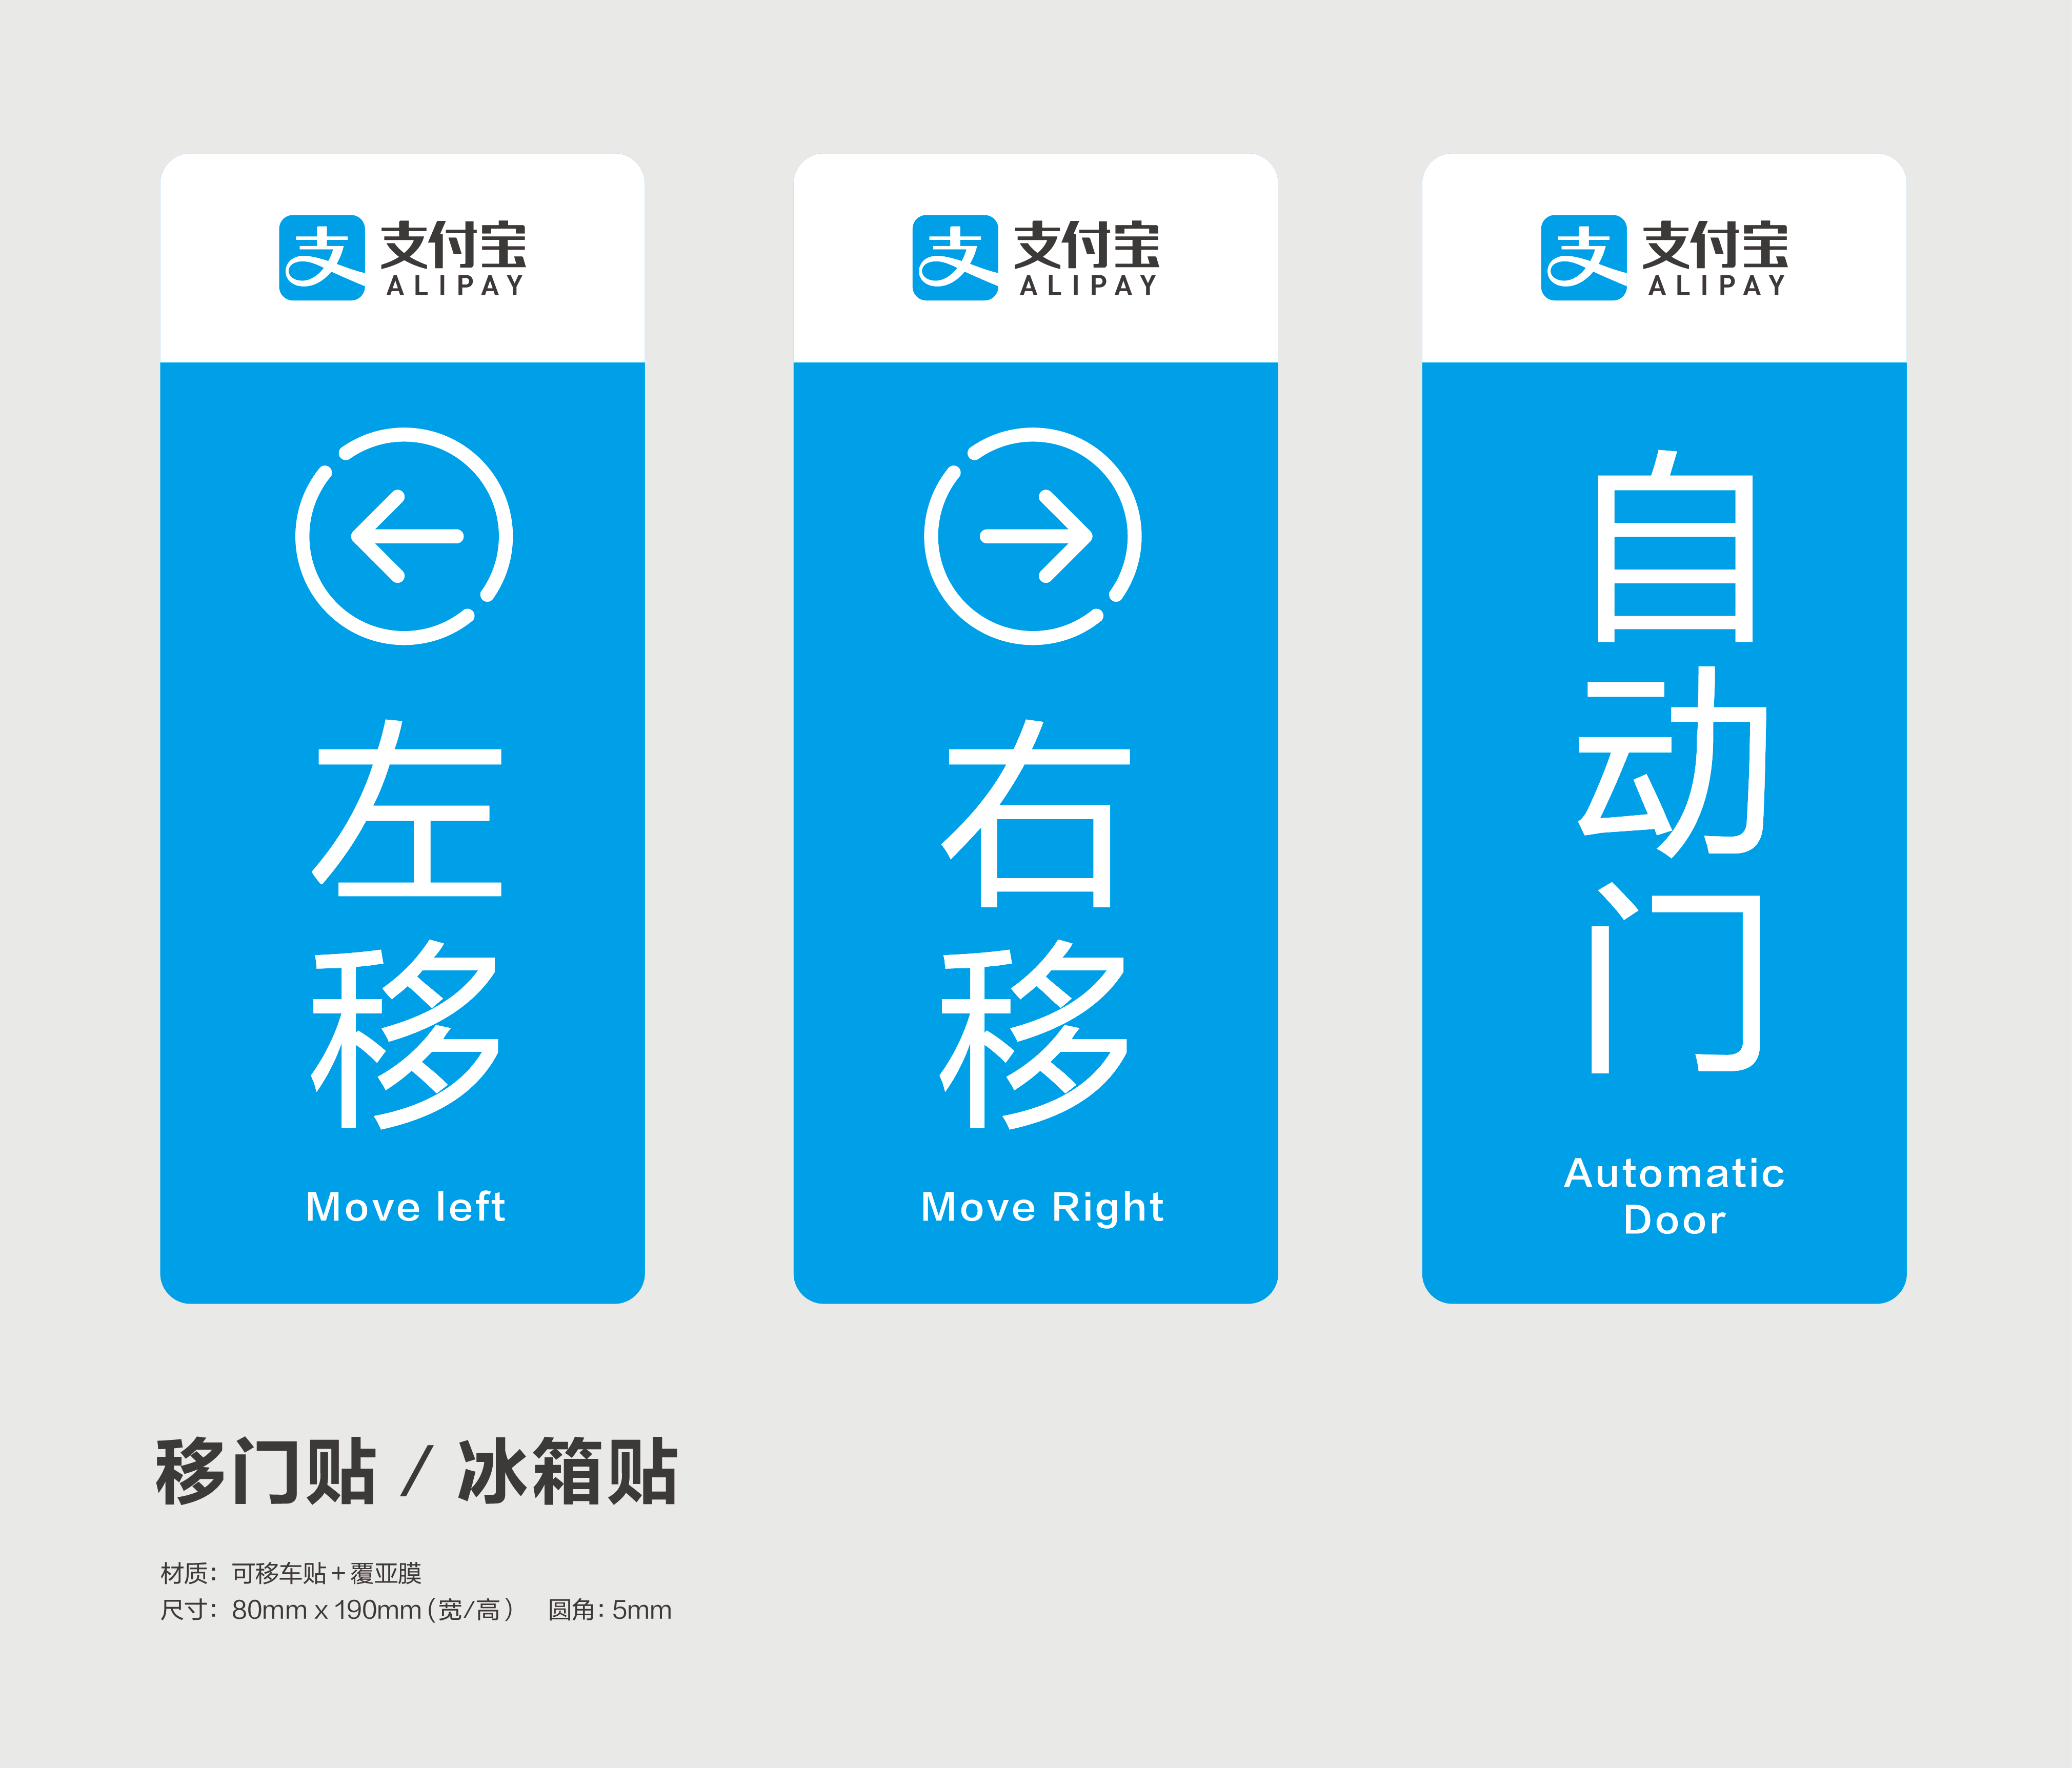 支 支付宝
ALIPAY
左
移
Move left
支 支付宝
ALIPAY
右
移
Move Right
支 支付宝
ALIPAY
自
动
门
Automatic
Door
移门贴 / 冰箱贴
材质：可移车贴+覆亚膜
尺寸：80mm x 190mm（宽/高） 圆角：5mm